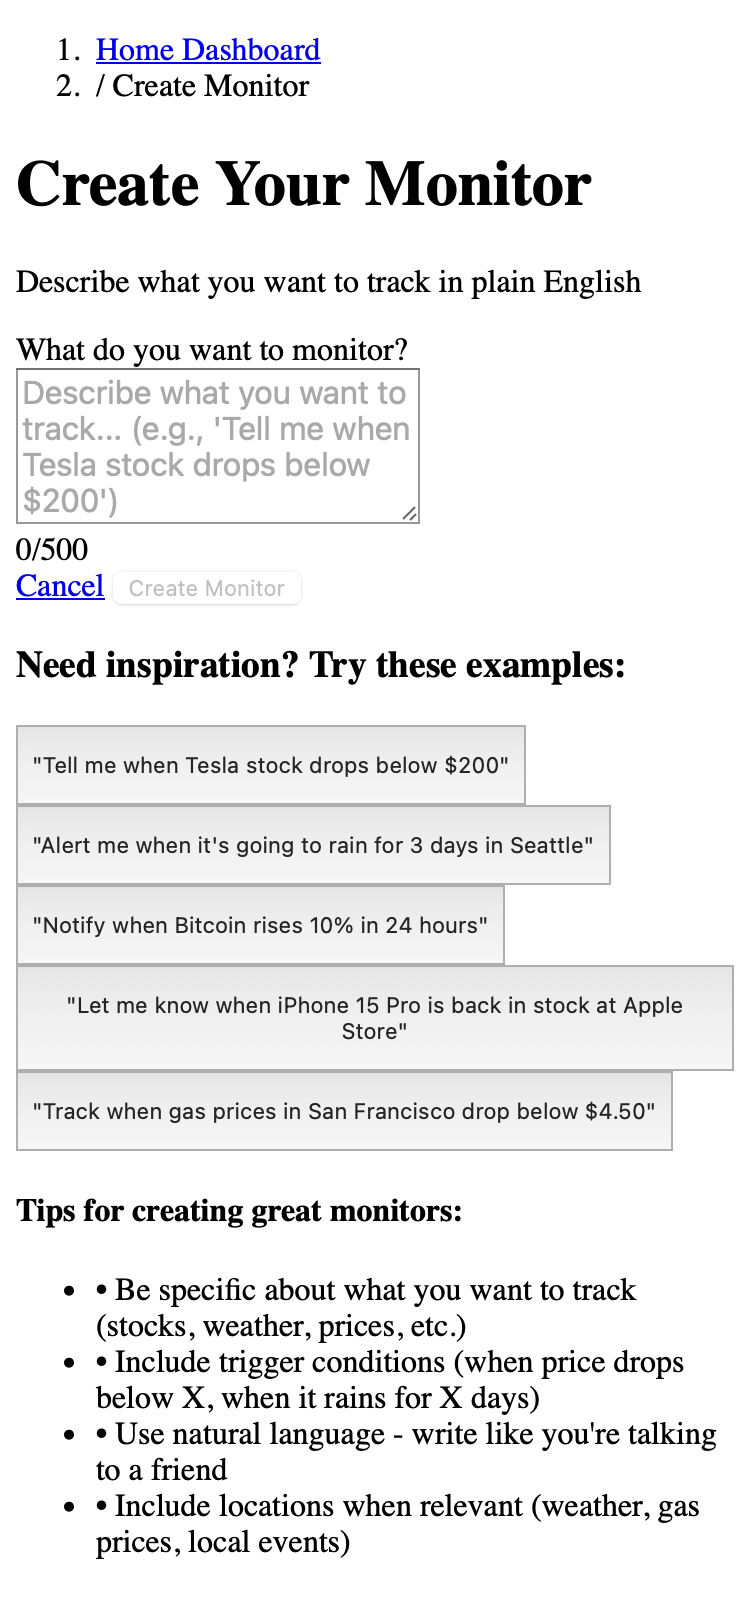 1. Home Dashboard
2. / Create Monitor
Create Your Monitor
Describe what you want to track in plain English
What do you want to monitor?
Describe what you want to
track... (e.g., 'Tell me when
Tesla stock drops below
$200')
0/500
Cancel Create Monitor
Need inspiration? Try these examples:
"Tell me when Tesla stock drops below $200"
"Alert me when it's going to rain for 3 days in Seattle"
"Notify when Bitcoin rises 10% in 24 hours"
"Let me know when iPhone 15 Pro is back in stock at Apple
Store"
"Track when gas prices in San Francisco drop below $4.50"
Tips for creating great monitors:
• • Be specific about what you want to track
(stocks, weather, prices, etc.)
• • Include trigger conditions (when price drops
below X, when it rains for X days)
• • Use natural language - write like you're talking
to a friend
• • Include locations when relevant (weather, gas
prices, local events)